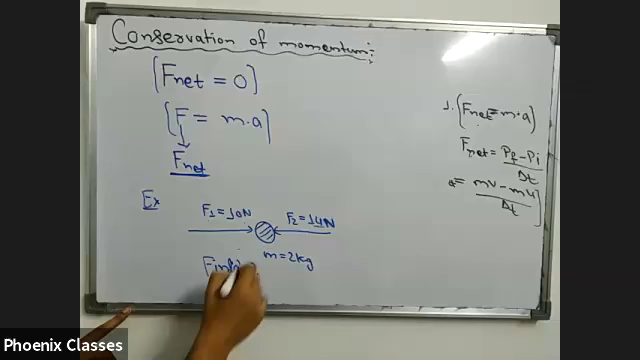 Conservation of momentum:
(Fnet = 0)
(F = m.a)
Fnet
Ex
F1 = 10N
F2 = 14N
m = 2kg
1. (Fnet = m.a)
Fnet = Pf - Pi
Δt
= mv - mu
Δt
Phoenix Classes